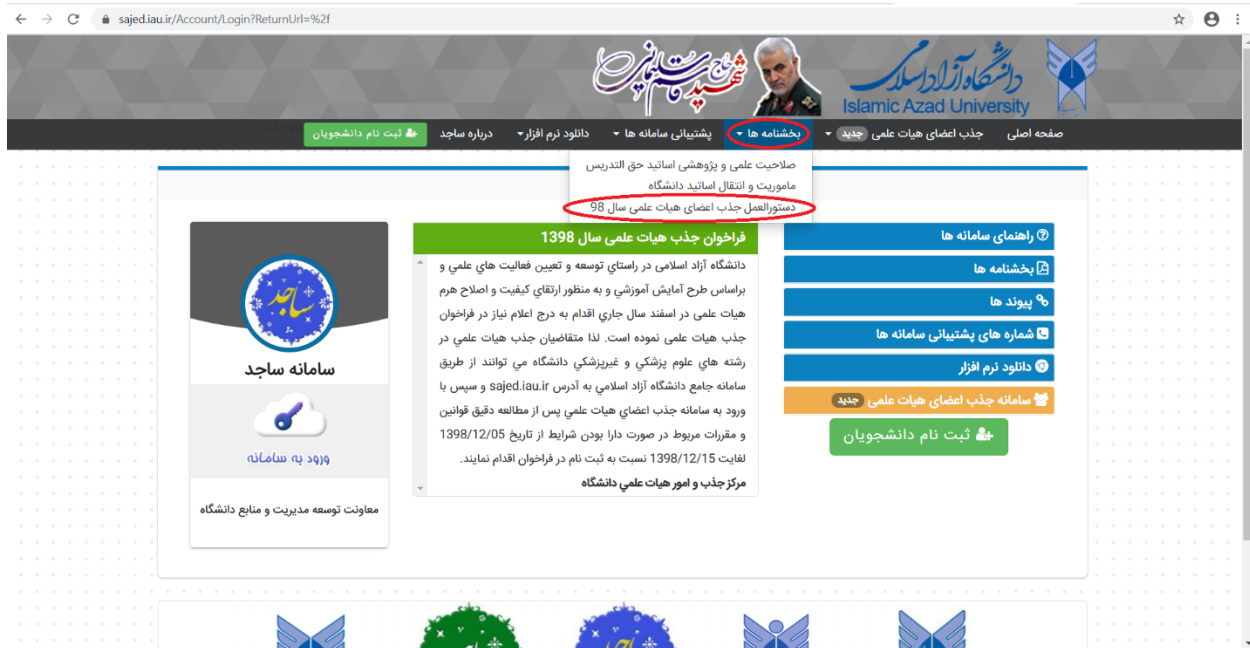 sajed.iau.ir/Account/Login?ReturnUrl=%2f
شهید حاج قاسم سلیمانی
دانشگاه آزاد اسلامی
Islamic Azad University
صفحه اصلی
جذب اعضای هیات علمی جدید
بخشنامه ها
پشتیبانی سامانه ها
دانلود نرم افزار
درباره ساجد
ثبت نام دانشجویان
صلاحیت علمی و پژوهشی اساتید حق التدریس
ماموریت و انتقال اساتید دانشگاه
دستورالعمل جذب اعضای هیات علمی سال 98
راهنمای سامانه ها
بخشنامه ها
پیوند ها
شماره های پشتیبانی سامانه ها
دانلود نرم افزار
سامانه جذب اعضای هیات علمی جدید
ثبت نام دانشجویان
فراخوان جذب هیات علمی سال 1398
دانشگاه آزاد اسلامی در راستاي توسعه و تعیین فعالیت هاي علمي و
براساس طرح آمایش آموزشي و به منظور ارتقاي کیفیت و اصلاح هرم
هیات علمی در اسفند سال جاري اقدام به درج اعلام نیاز در فراخوان
جذب هیات علمی نموده است. لذا متقاضیان جذب هیات علمي در
رشته هاي علوم پزشکي و غیرپزشکي دانشگاه مي توانند از طریق
سامانه جامع دانشگاه آزاد اسلامي به آدرس sajed.iau.ir و سپس با
ورود به سامانه جذب اعضاي هیات علمي پس از مطالعه دقیق قوانین
و مقررات مربوط در صورت دارا بودن شرایط از تاریخ 1398/12/05
لغایت 1398/12/15 نسبت به ثبت نام در فراخوان اقدام نمایند.
مرکز جذب و امور هیات علمي دانشگاه
ساجد
سامانه ساجد
ورود به سامانه
معاونت توسعه مدیریت و منابع دانشگاه